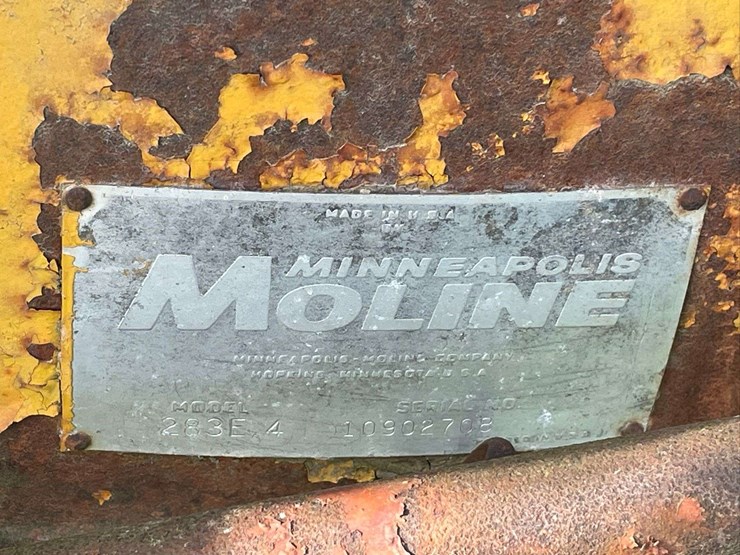 MADE IN U.S.A
BY
MINNEAPOLIS
MOLINE
MINNEAPOLIS-MOLINE COMPANY
HOPKINS, MINNESOTA U.S.A.
MODEL SERIAL NO.
283E 4 10902708